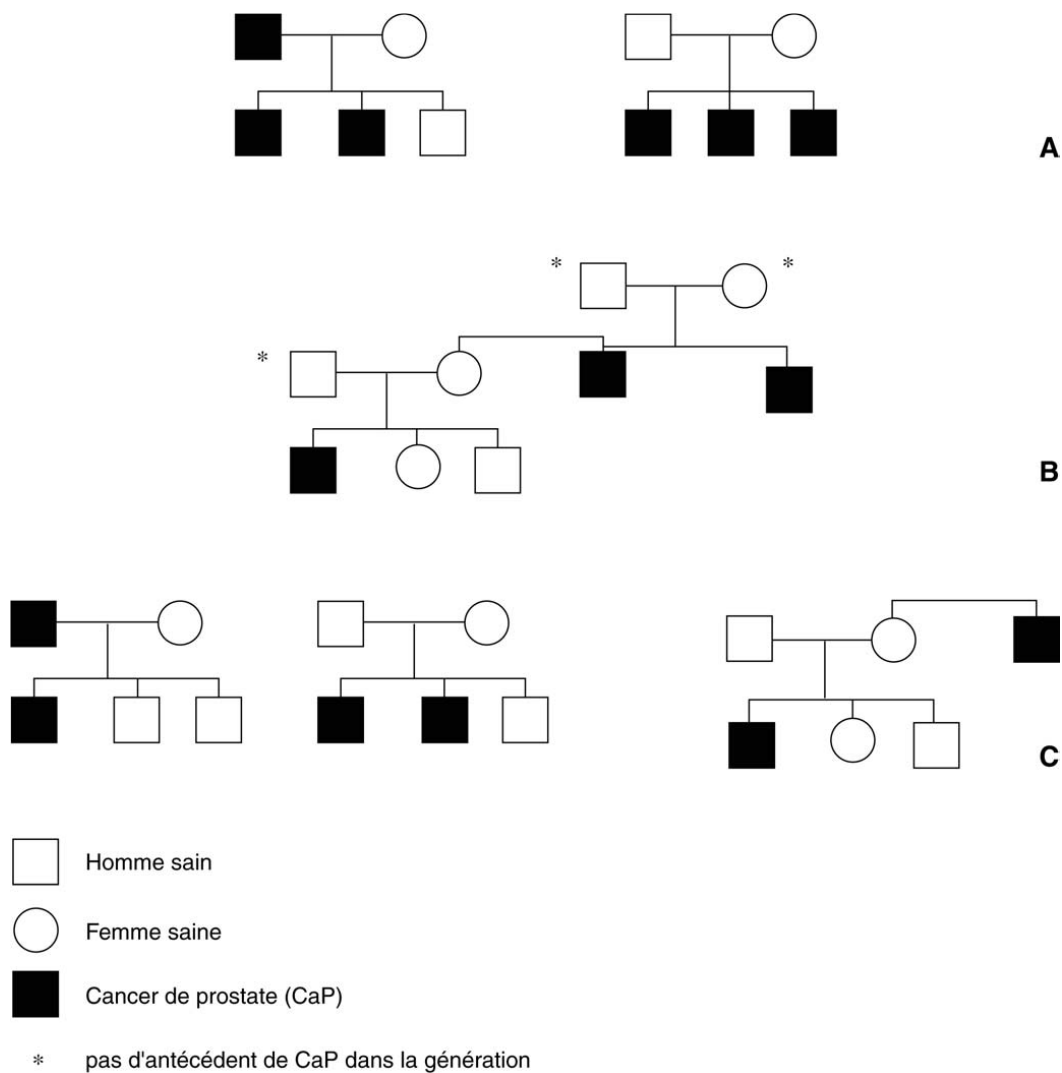 A
*
*
*
B
C
Homme sain
Femme saine
Cancer de prostate (CaP)
* pas d'antécédent de CaP dans la génération